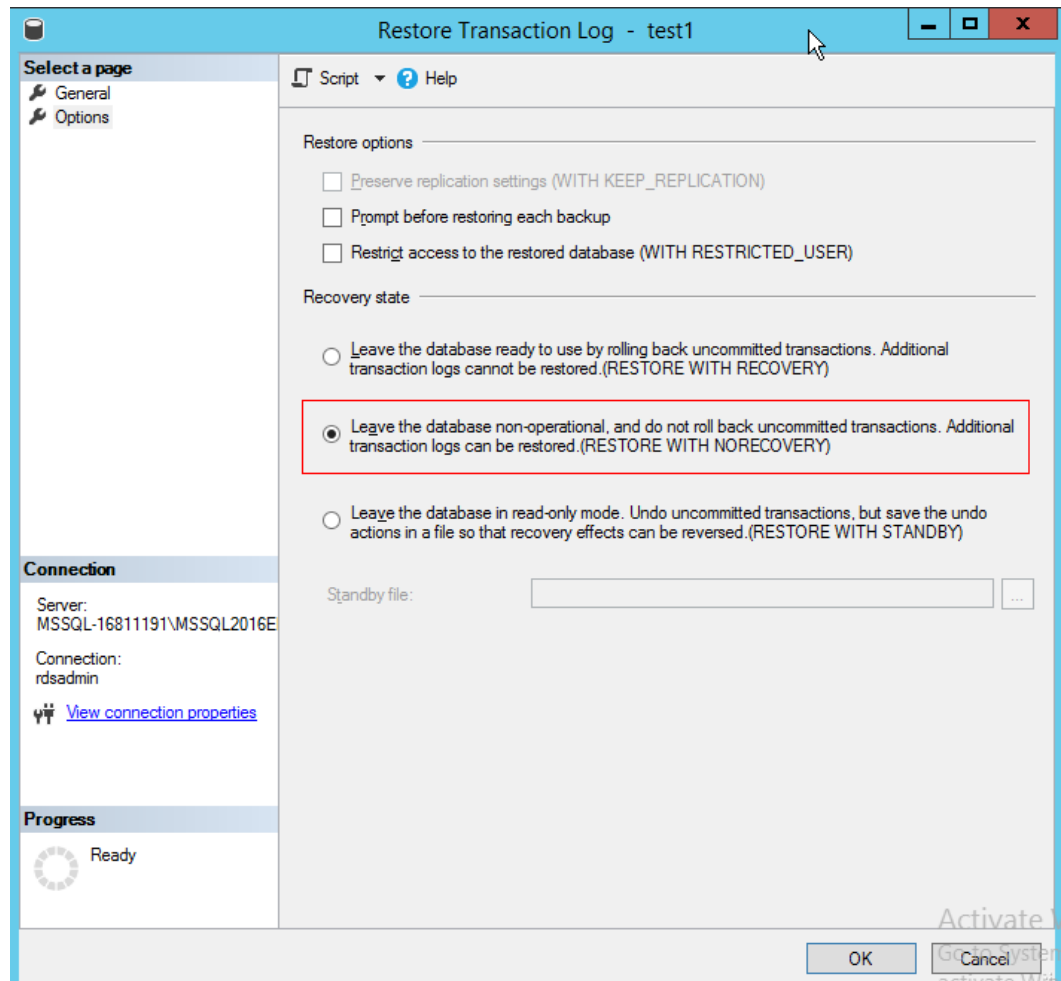 Restore Transaction Log - test1
Select a page
General
Options
Script
Help
Restore options
Preserve replication settings (WITH KEEP_REPLICATION)
Prompt before restoring each backup
Restrict access to the restored database (WITH RESTRICTED_USER)
Recovery state
Leave the database ready to use by rolling back uncommitted transactions. Additional
transaction logs cannot be restored.(RESTORE WITH RECOVERY)
Leave the database non-operational, and do not roll back uncommitted transactions. Additional
transaction logs can be restored.(RESTORE WITH NORECOVERY)
Leave the database in read-only mode. Undo uncommitted transactions, but save the undo
actions in a file so that recovery effects can be reversed.(RESTORE WITH STANDBY)
Standby file:
...
Connection
Server:
MSSQL-16811191\MSSQL2016E
Connection:
rdsadmin
View connection properties
Progress
Ready
Activate
OK
Cancel
Go to System